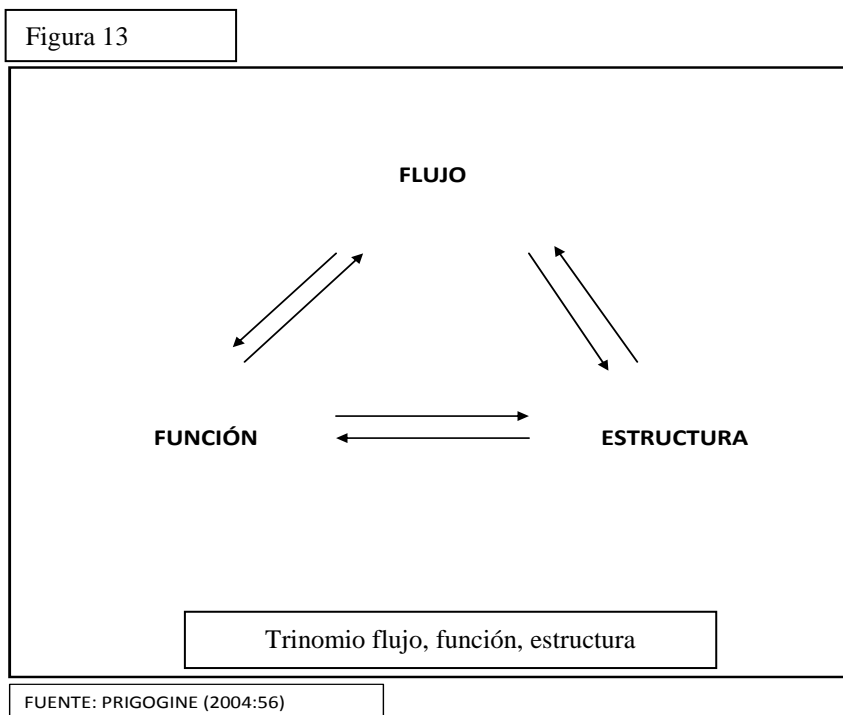 Figura 13
FLUJO
FUNCIÓN
ESTRUCTURA
Trinomio flujo, función, estructura
FUENTE: PRIGOGINE (2004:56)